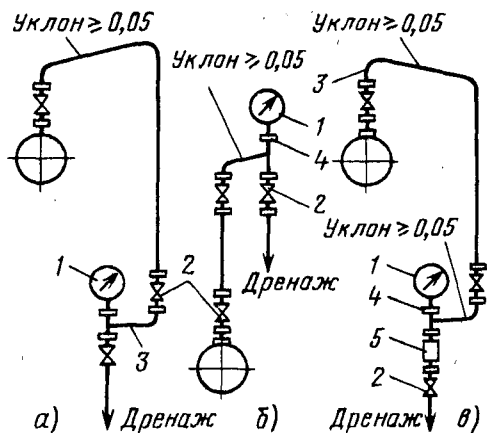 Уклон ≥ 0,05
Уклон ≥ 0,05
Уклон ≥ 0,05
3
1
4
2
Дренаж
Уклон ≥ 0,05
1
2
3
1
4
5
2
а)
Дренаж
б)
Дренаж
в)